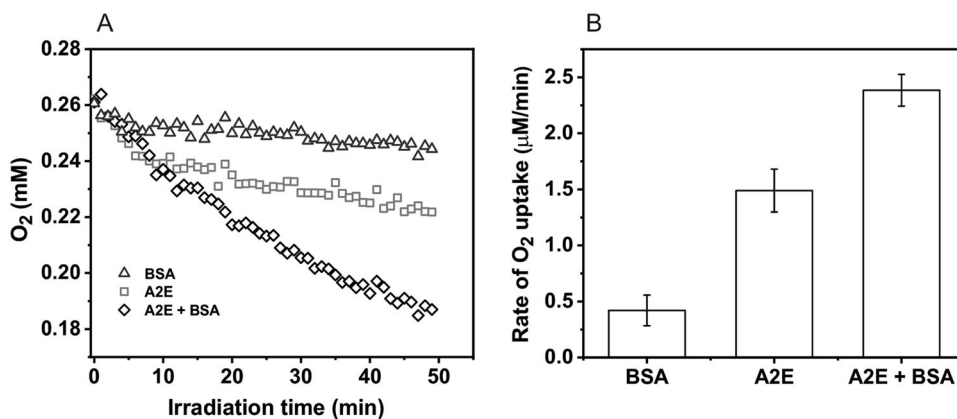 A
O₂ (mM)
0.28
0.26
0.24
0.22
0.20
0.18
BSA
A2E
A2E + BSA
0
10
20
30
40
50
Irradiation time (min)
B
Rate of O₂ uptake (μM/min)
2.5
2.0
1.5
1.0
0.5
0.0
BSA
A2E
A2E + BSA